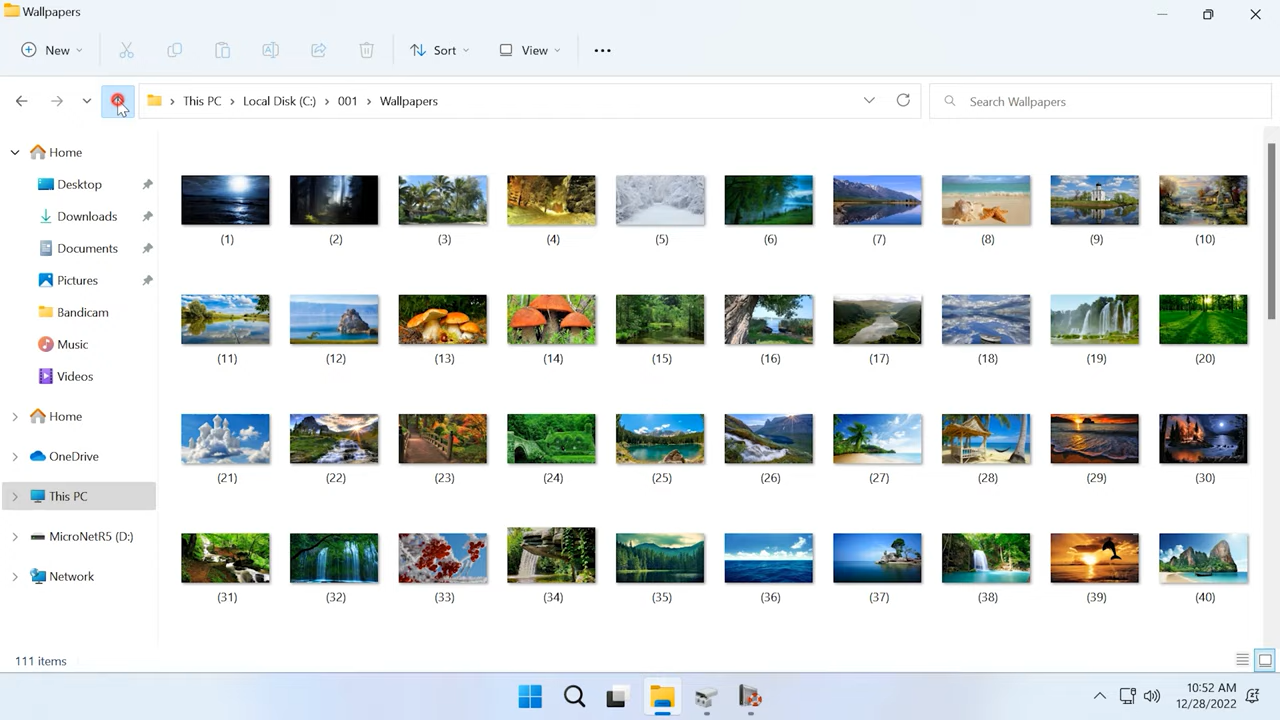 Wallpapers
New
Sort
View
This PC > Local Disk (C:) > 001 > Wallpapers
Search Wallpapers
Home
Desktop
Downloads
Documents
Pictures
Bandicam
Music
Videos
Home
OneDrive
This PC
MicroNetR5 (D:)
Network
(1) (2) (3) (4) (5) (6) (7) (8) (9) (10)
(11) (12) (13) (14) (15) (16) (17) (18) (19) (20)
(21) (22) (23) (24) (25) (26) (27) (28) (29) (30)
(31) (32) (33) (34) (35) (36) (37) (38) (39) (40)
111 items
10:52 AM
12/28/2022